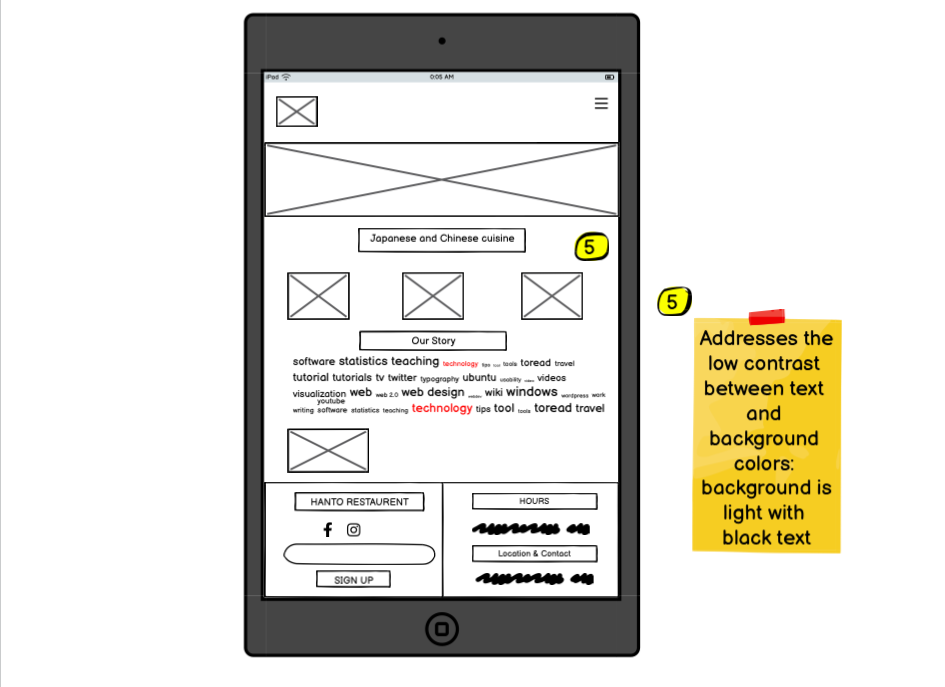 iPad 0:05 AM
Japanese and Chinese cuisine
5
Our Story
software statistics teaching technology tips tool tools toread travel
tutorial tutorials tv twitter typography ubuntu usability video videos
visualization web web 2.0 web design webdev wiki windows wordpress work
writing youtube software statistics teaching technology tips tool tools toread travel
HANTO RESTAURENT
SIGN UP
HOURS
Location & Contact
5
Addresses the
low contrast
between text
and
background
colors:
background is
light with
black text